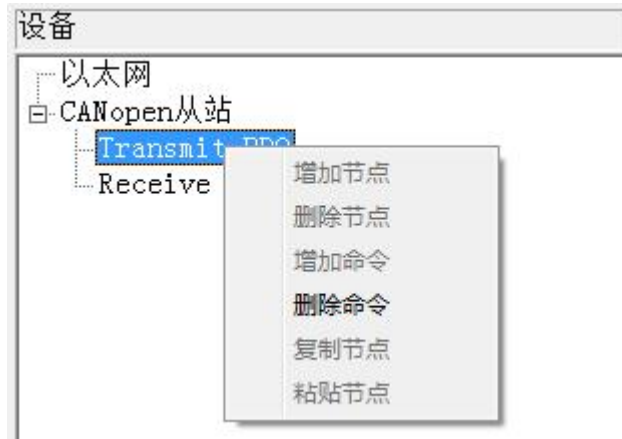 设备
以太网
CANopen从站
Transmit PDO
Receive
增加节点
删除节点
增加命令
删除命令
复制节点
粘贴节点